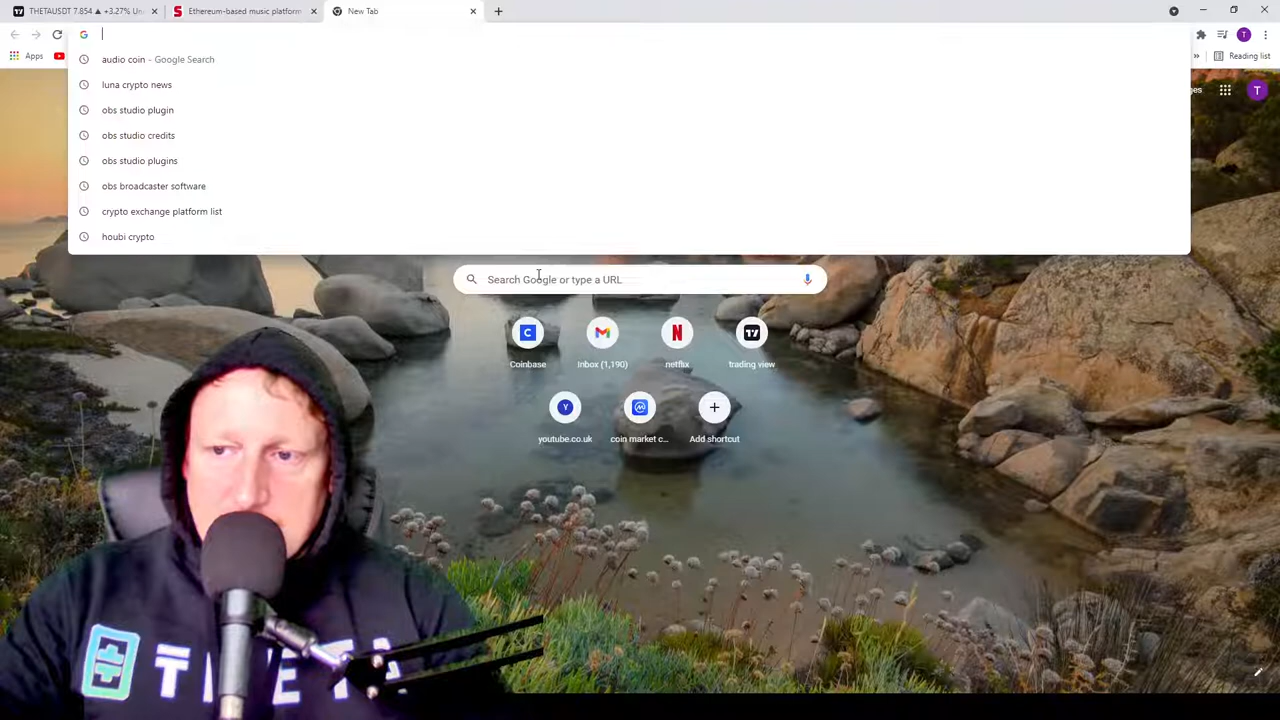 THETAUSDT 7.854 ▲ +3.27% Un
Ethereum-based music platform
New Tab
T
Apps
Reading list
audio coin - Google Search
luna crypto news
obs studio plugin
obs studio credits
obs studio plugins
obs broadcaster software
crypto exchange platform list
houbi crypto
ges
T
Search Google or type a URL
Coinbase
Inbox (1,190)
netflix
trading view
Y
youtube.co.uk
coin market c...
Add shortcut
THETA